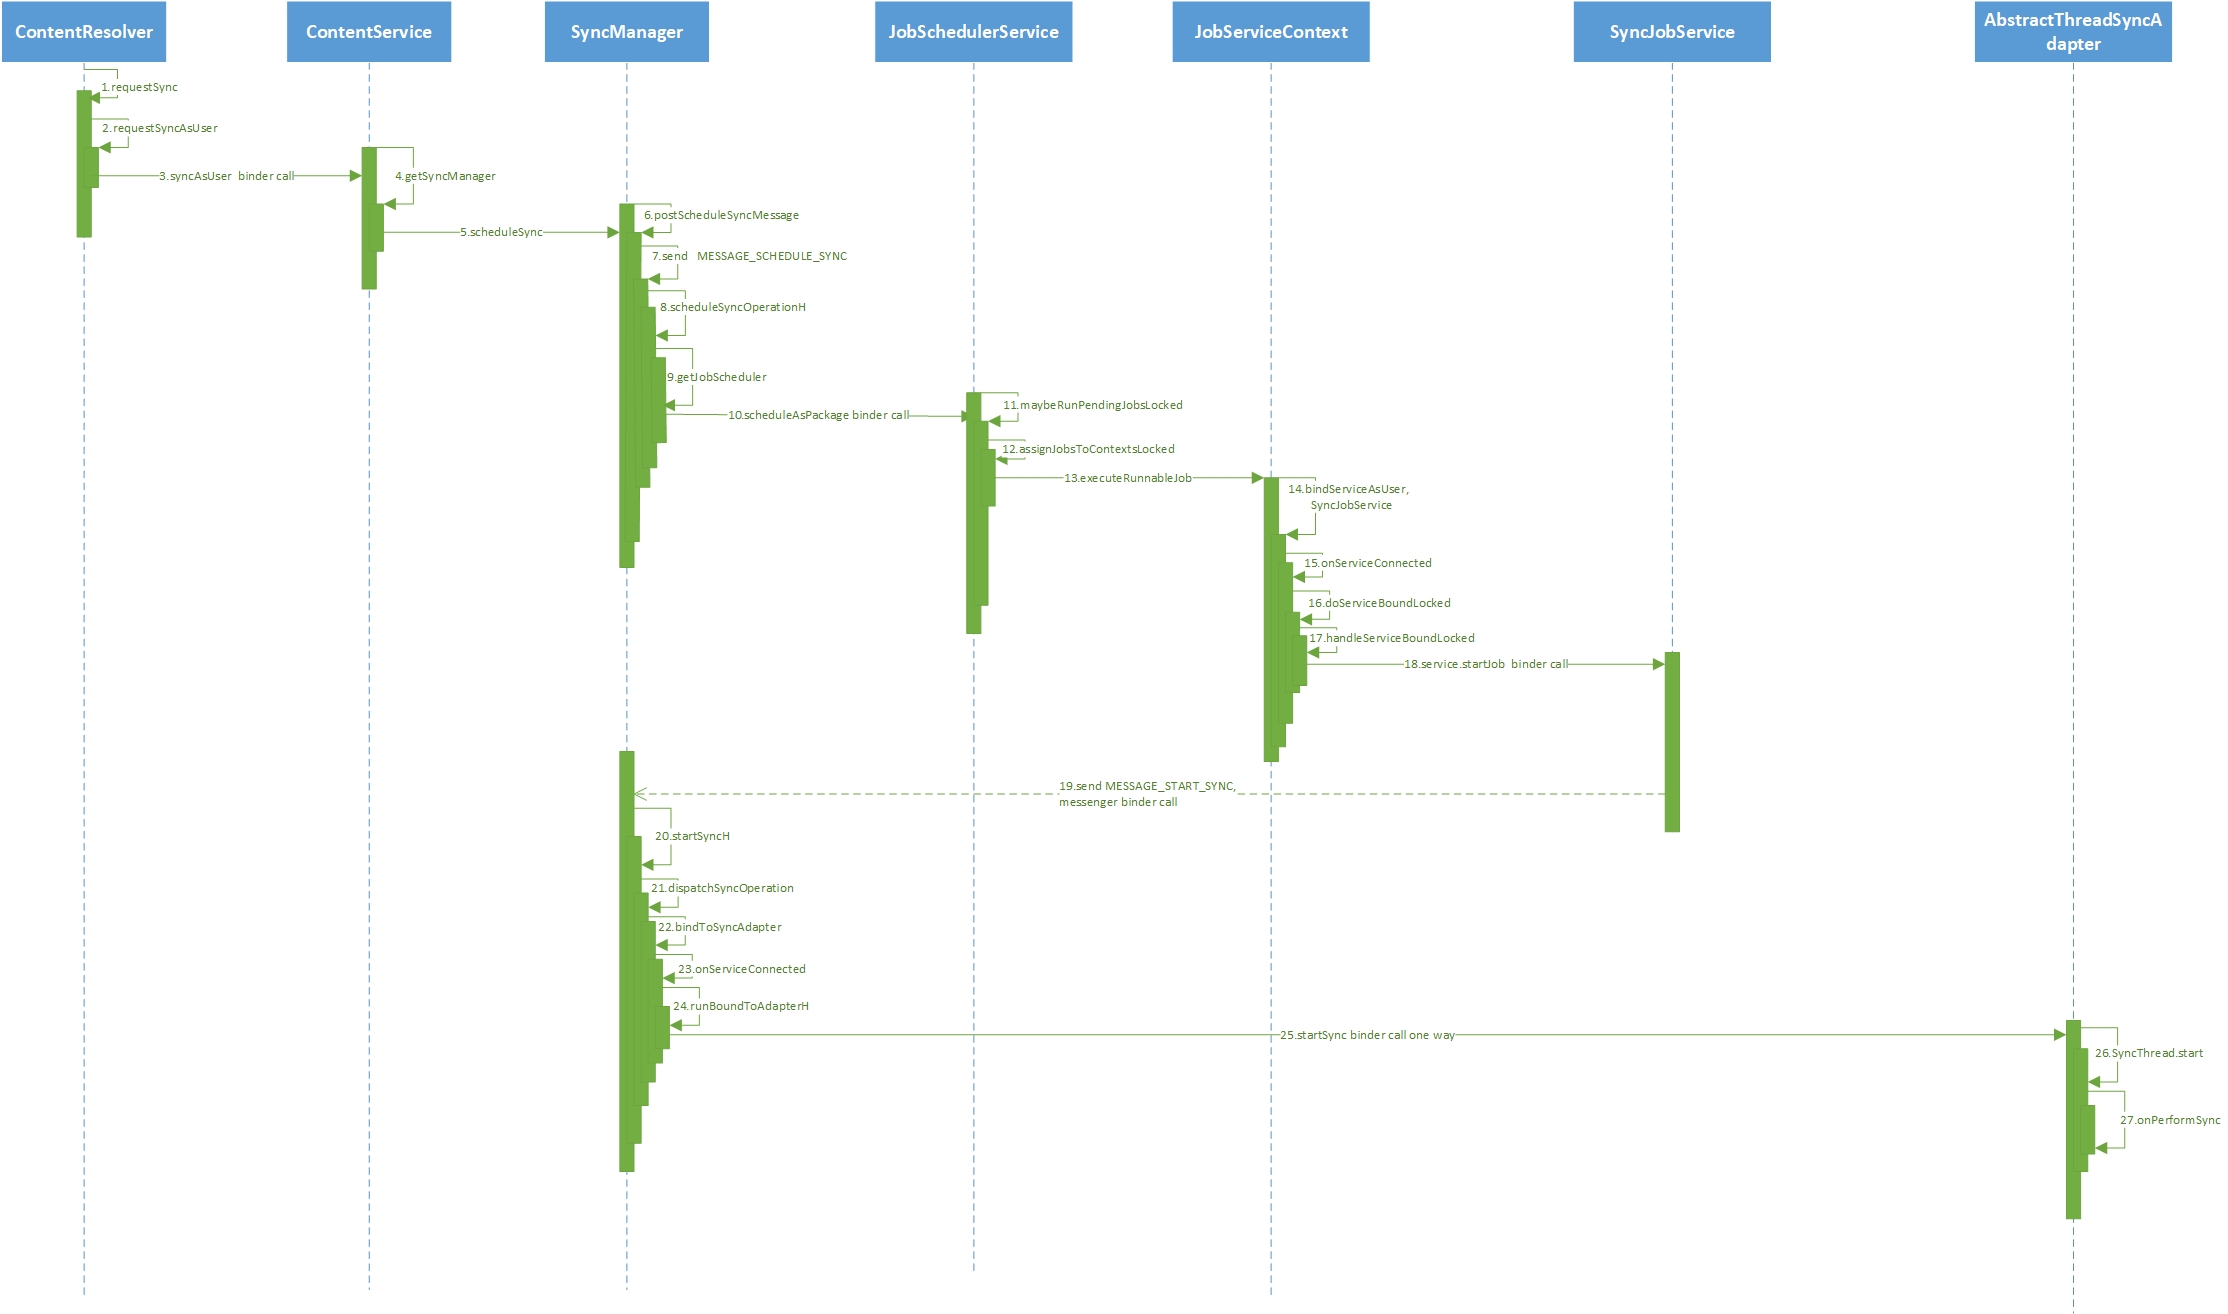 ContentResolver
ContentService
SyncManager
JobSchedulerService
JobServiceContext
SyncJobService
AbstractThreadSyncA
dapter
1.requestSync
2.requestSyncAsUser
3.syncAsUser  binder call
4.getSyncManager
5.scheduleSync
6.postScheduleSyncMessage
7.send   MESSAGE_SCHEDULE_SYNC
8.scheduleSyncOperationH
9.getJobScheduler
10.scheduleAsPackage binder call
11.maybeRunPendingJobsLocked
12.assignJobsToContextsLocked
13.executeRunnableJob
14.bindServiceAsUser,
SyncJobService
15.onServiceConnected
16.doServiceBoundLocked
17.handleServiceBoundLocked
18.service.startJob  binder call
19.send MESSAGE_START_SYNC,
messenger binder call
20.startSyncH
21.dispatchSyncOperation
22.bindToSyncAdapter
23.onServiceConnected
24.runBoundToAdapterH
25.startSync binder call one way
26.SyncThread.start
27.onPerformSync